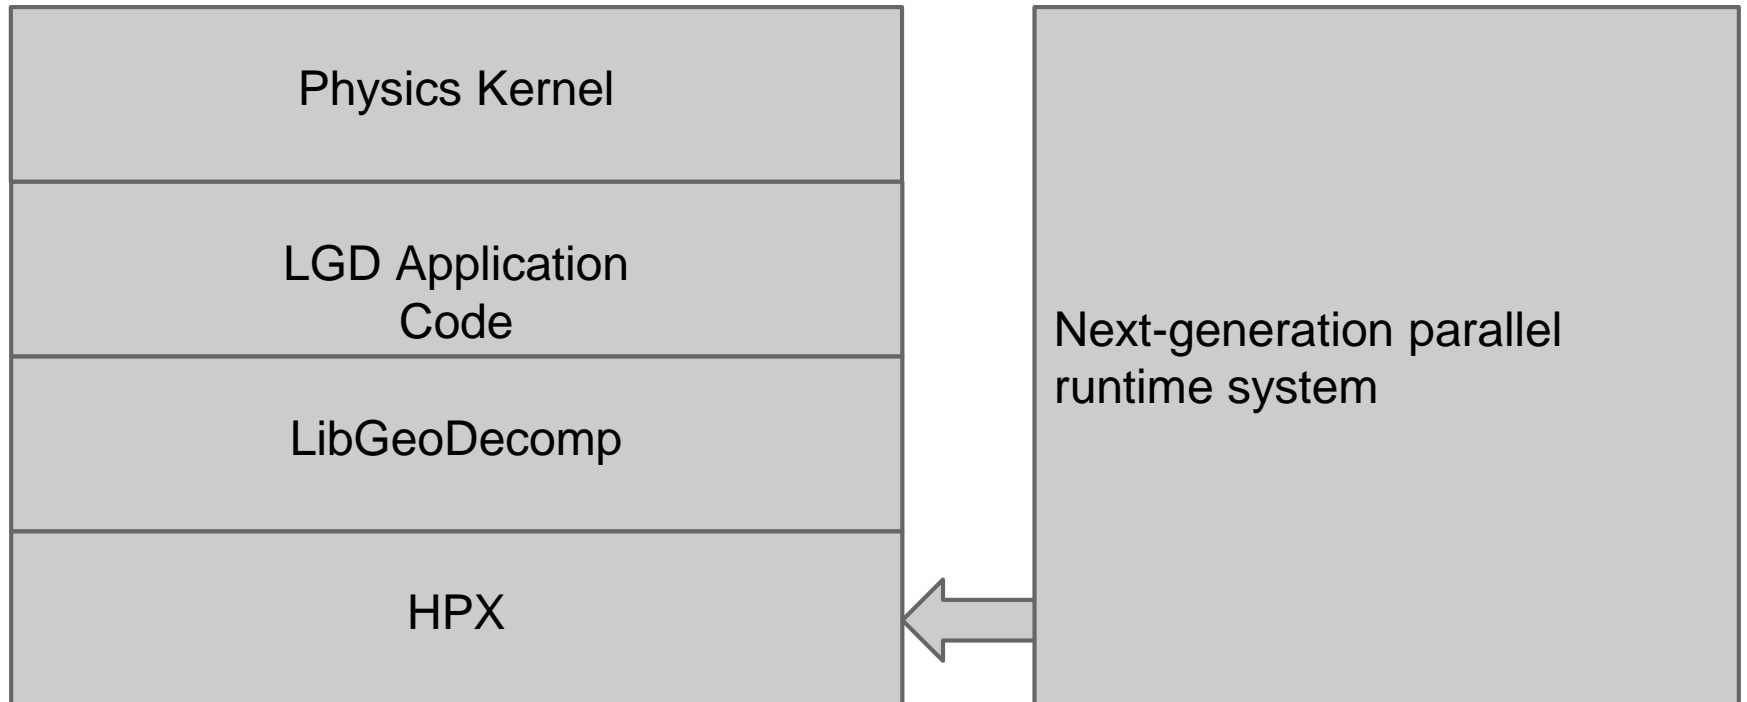 Physics Kernel
LGD Application
Code
LibGeoDecomp
HPX
Next-generation parallel
runtime system